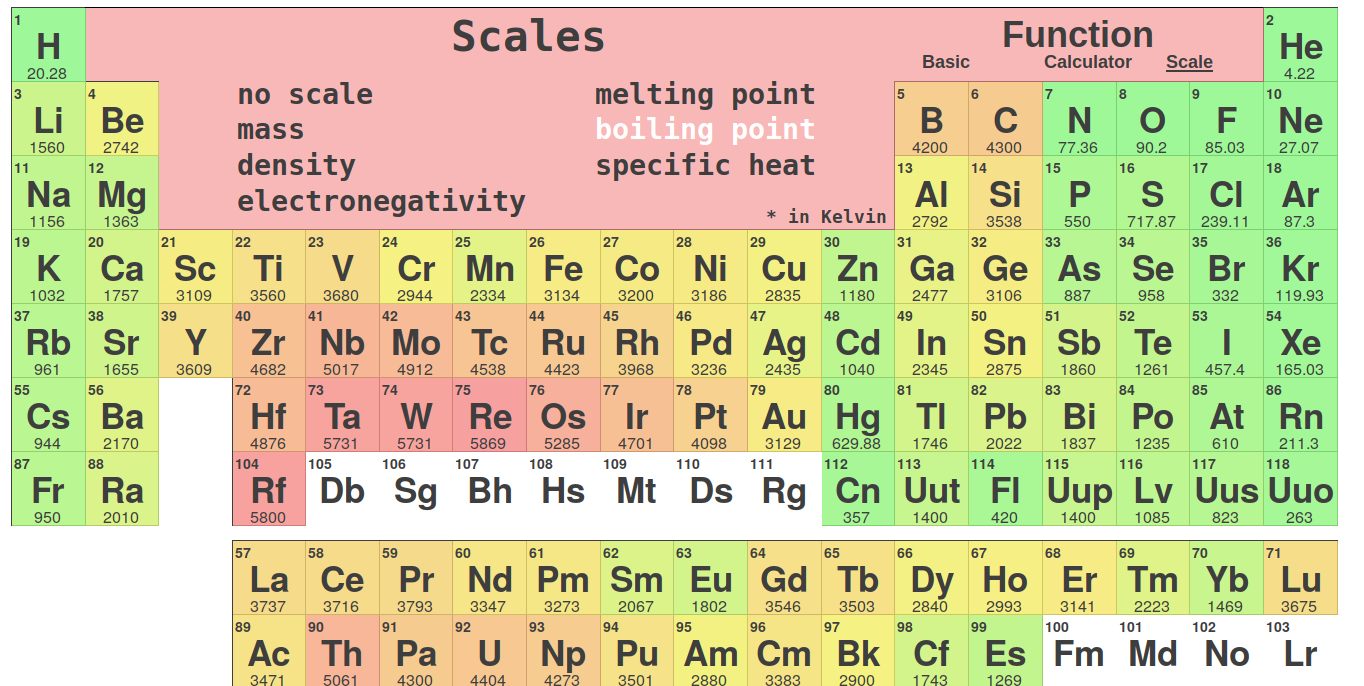 1 2
Scales Function
H He
20.28 Basic Calculator Scale 4.22
3 4 no scale melting point 5 6 7 8 9 10
Li Be mass boiling point B C N O F Ne
1560 2742 4200 4300 77.36 90.2 85.03 27.07
11 12 density specific heat 13 14 15 16 17 18
Na Mg electronegativity Al Si P S Cl Ar
1156 1363 * in Kelvin 2792 3538 550 717.87 239.11 87.3
19 20 21 22 23 24 25 26 27 28 29 30 31 32 33 34 35 36
K Ca Sc Ti V Cr Mn Fe Co Ni Cu Zn Ga Ge As Se Br Kr
1032 1757 3109 3560 3680 2944 2334 3134 3200 3186 2835 1180 2477 3106 887 958 332 119.93
37 38 39 40 41 42 43 44 45 46 47 48 49 50 51 52 53 54
Rb Sr Y Zr Nb Mo Tc Ru Rh Pd Ag Cd In Sn Sb Te I Xe
961 1655 3609 4682 5017 4912 4538 4423 3968 3236 2435 1040 2345 2875 1860 1261 457.4 165.03
55 56 72 73 74 75 76 77 78 79 80 81 82 83 84 85 86
Cs Ba Hf Ta W Re Os Ir Pt Au Hg Tl Pb Bi Po At Rn
944 2170 4876 5731 5731 5869 5285 4701 4098 3129 629.88 1746 2022 1837 1235 610 211.3
87 88 104 105 106 107 108 109 110 111 112 113 114 115 116 117 118
Fr Ra Rf Db Sg Bh Hs Mt Ds Rg Cn Uut Fl Uup Lv Uus Uuo
950 2010 5800 357 1400 420 1400 1085 823 263
57 58 59 60 61 62 63 64 65 66 67 68 69 70 71
La Ce Pr Nd Pm Sm Eu Gd Tb Dy Ho Er Tm Yb Lu
3737 3716 3793 3347 3273 2067 1802 3546 3503 2840 2993 3141 2223 1469 3675
89 90 91 92 93 94 95 96 97 98 99 100 101 102 103
Ac Th Pa U Np Pu Am Cm Bk Cf Es Fm Md No Lr
3471 5061 4300 4404 4273 3501 2880 3383 2900 1743 1269